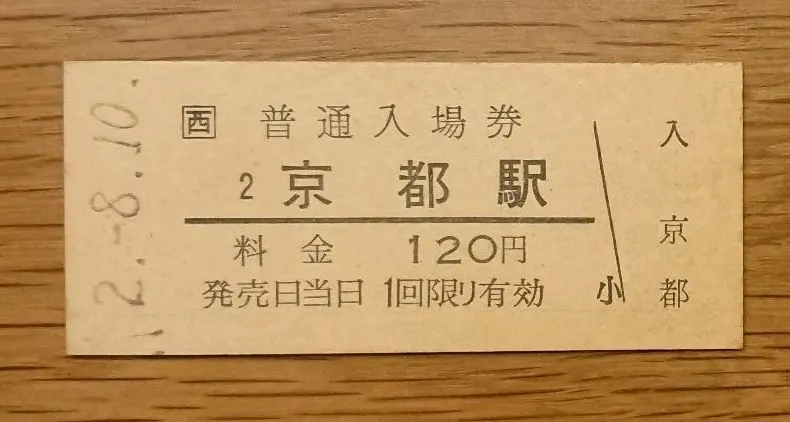 西 普通入場券
2 京都駅
料金 120円
発売日当日1回限り有効
小
入京都
2.-8.10.